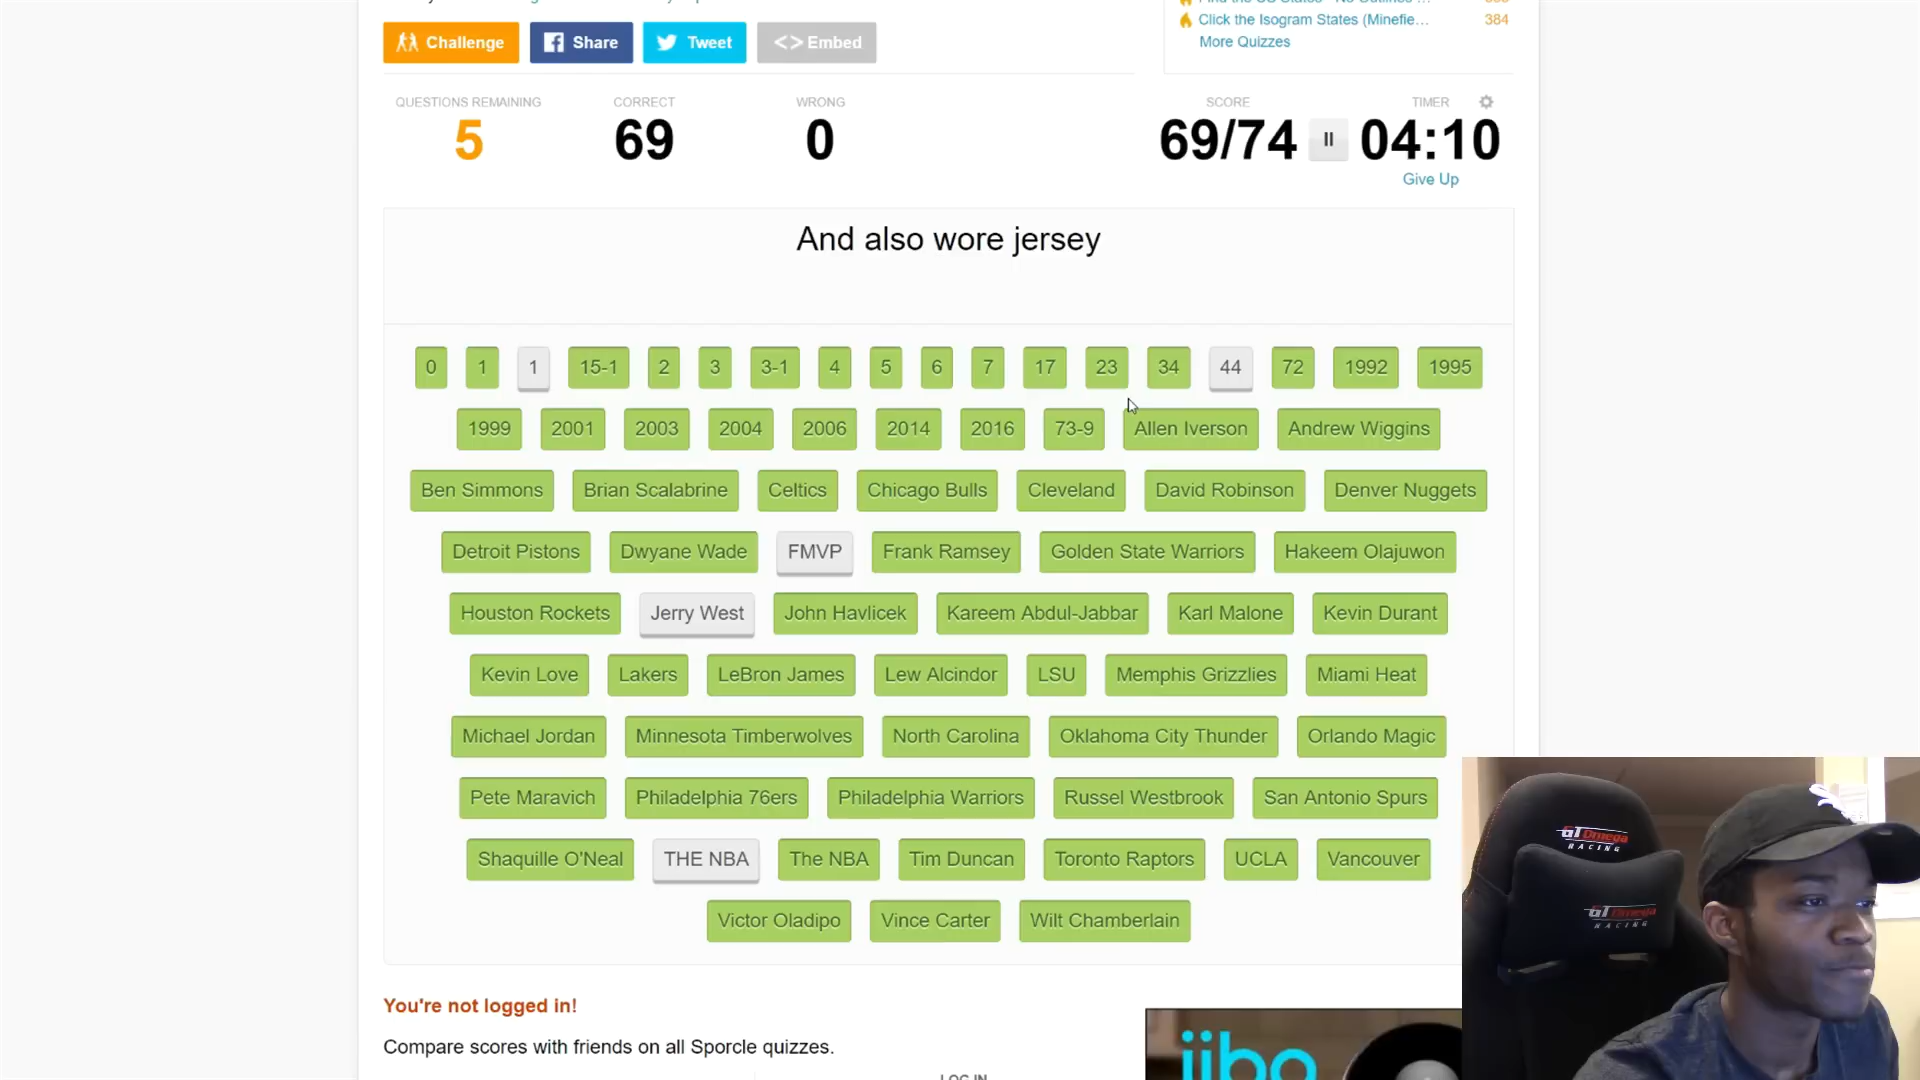 Click the Isogram States (Minefie...
384
More Quizzes
Challenge
Share
Tweet
<> Embed
QUESTIONS REMAINING
CORRECT
WRONG
SCORE
TIMER
5
69
0
69/74
04:10
Give Up
And also wore jersey
0 1 1 15-1 2 3 3-1 4 5 6 7 17 23 34 44 72 1992 1995
1999 2001 2003 2004 2006 2014 2016 73-9 Allen Iverson Andrew Wiggins
Ben Simmons Brian Scalabrine Celtics Chicago Bulls Cleveland David Robinson Denver Nuggets
Detroit Pistons Dwyane Wade FMVP Frank Ramsey Golden State Warriors Hakeem Olajuwon
Houston Rockets Jerry West John Havlicek Kareem Abdul-Jabbar Karl Malone Kevin Durant
Kevin Love Lakers LeBron James Lew Alcindor LSU Memphis Grizzlies Miami Heat
Michael Jordan Minnesota Timberwolves North Carolina Oklahoma City Thunder Orlando Magic
Pete Maravich Philadelphia 76ers Philadelphia Warriors Russel Westbrook San Antonio Spurs
Shaquille O'Neal THE NBA The NBA Tim Duncan Toronto Raptors UCLA Vancouver
Victor Oladipo Vince Carter Wilt Chamberlain
You're not logged in!
Compare scores with friends on all Sporcle quizzes.
LOG IN
GT Omega
RACING
GT Omega
RACING